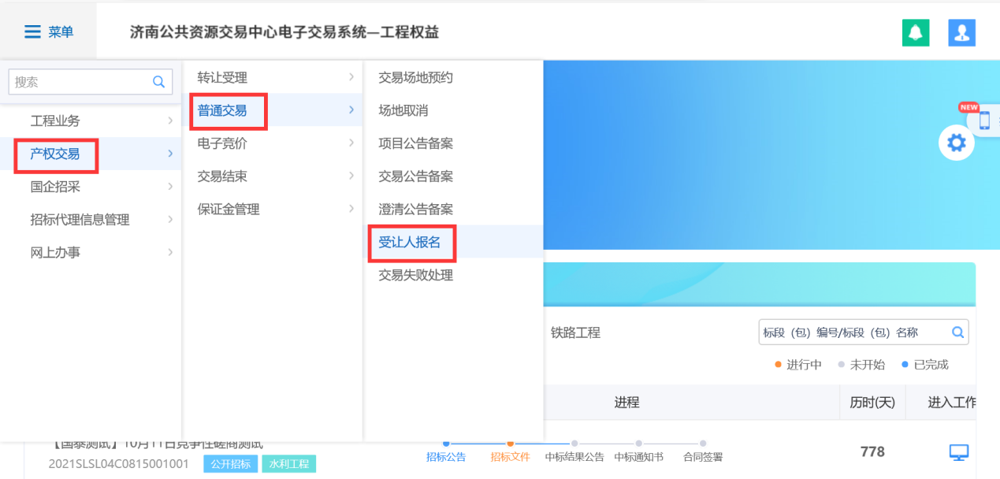 菜单
济南公共资源交易中心电子交易系统—工程权益
搜索
工程业务
产权交易
国企招采
招标代理信息管理
网上办事
转让受理
普通交易
电子竞价
交易结束
保证金管理
交易场地预约
场地取消
项目公告备案
交易公告备案
澄清公告备案
受让人报名
交易失败处理
NEW
铁路工程
标段（包）编号/标段（包）名称
进行中
未开始
已完成
进程
历时(天)
进入工作
【国泰测试】10月11日竞争性磋商测试
2021SLSL04C0815001001
公开招标
水利工程
招标公告
招标文件
中标结果公告
中标通知书
合同签署
778